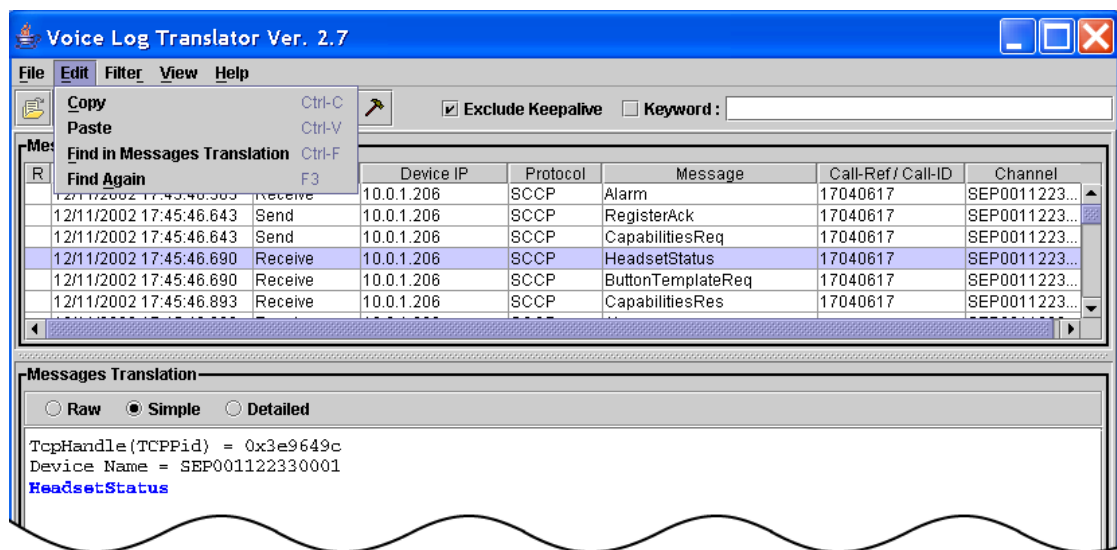 Voice Log Translator Ver. 2.7
File Edit Filter View Help
Copy Ctrl-C
Paste Ctrl-V
Find in Messages Translation Ctrl-F
Find Again F3
Exclude Keepalive Keyword :
R Device IP Protocol Message Call-Ref / Call-ID Channel
10.0.1.206 SCCP Alarm 17040617 SEP0011223...
12/11/2002 17:45:46.643 Send 10.0.1.206 SCCP RegisterAck 17040617 SEP0011223...
12/11/2002 17:45:46.643 Send 10.0.1.206 SCCP CapabilitiesReq 17040617 SEP0011223...
12/11/2002 17:45:46.690 Receive 10.0.1.206 SCCP HeadsetStatus 17040617 SEP0011223...
12/11/2002 17:45:46.690 Receive 10.0.1.206 SCCP ButtonTemplateReq 17040617 SEP0011223...
12/11/2002 17:45:46.893 Receive 10.0.1.206 SCCP CapabilitiesRes 17040617 SEP0011223...
Messages Translation
Raw Simple Detailed
TcpHandle(TCPPid) = 0x3e9649c
Device Name = SEP001122330001
HeadsetStatus